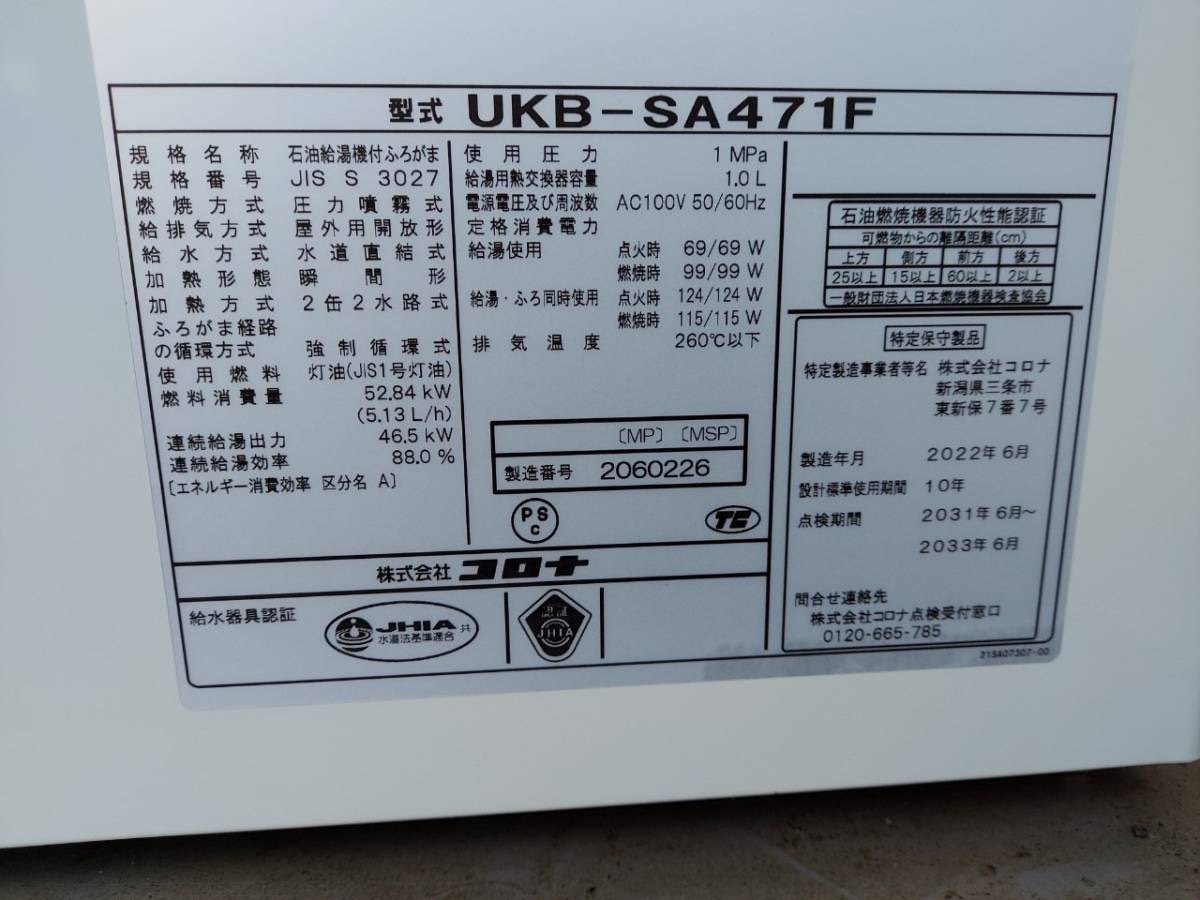 型式 UKB-SA471F
規格名称 石油給湯機付ふろがま
規格番号 JIS S 3027
燃焼方式 圧力噴霧式
給排気方式 屋外用開放形
給水方式 水道直結式
加熱形態 瞬間形
加熱方式 2缶2水路式
ふろがま経路
の循環方式 強制循環式
使用燃料 灯油(JIS1号灯油)
燃料消費量 52.84 kW
(5.13 L/h)
連続給湯出力 46.5 kW
連続給湯効率 88.0 %
〔エネルギー消費効率 区分名 A〕
使用圧力 1 MPa
給湯用熱交換器容量 1.0 L
電源電圧及び周波数 AC100V 50/60Hz
定格消費電力
給湯使用 点火時 69/69 W
燃焼時 99/99 W
給湯・ふろ同時使用 点火時 124/124 W
燃焼時 115/115 W
排気温度 260℃以下
〔MP〕〔MSP〕
製造番号 2060226
PS
C
TC
株式会社 コロナ
給水器具認証
JHIA 共
水道法基準適合
認証
JHIA
石油燃焼機器防火性能認証
可燃物からの離隔距離(cm)
上方 側方 前方 後方
25以上 15以上 60以上 2以上
一般財団法人日本燃焼機器検査協会
特定保守製品
特定製造事業者等名 株式会社コロナ
新潟県三条市
東新保7番7号
製造年月 2022年6月
設計標準使用期間 10年
点検期間 2031年6月～
2033年6月
問合せ連絡先
株式会社コロナ点検受付窓口
0120-665-785
215A07307-00